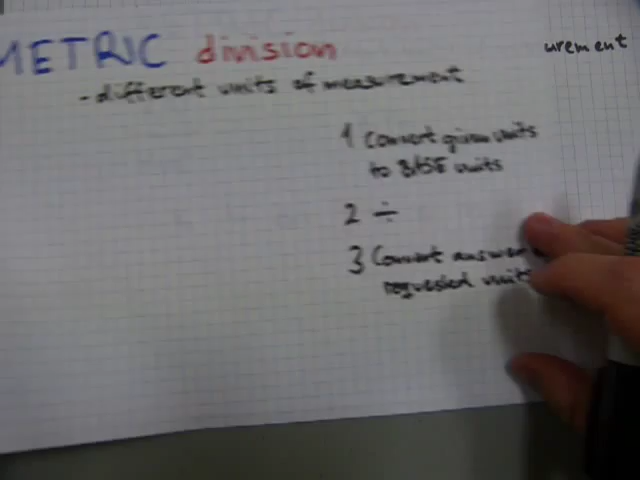 METRIC division
urement
- different units of measurement
1 Convert given units
to BASE units
2 ÷
3 Convert answer
requested units